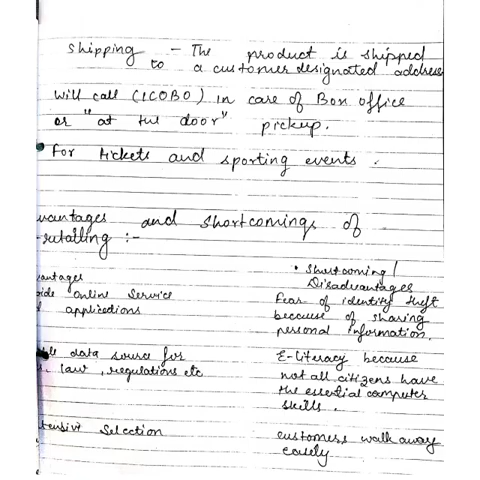 Shipping - The product is shipped
to a customer designated address
Will call (ICOBO) in care of Box office
or "at the door" pickup.
For tickets and sporting events.
vantages and shortcomings of
-retailing :-
vantages
• Shortcoming / Disadvantages
ide online Service
applications
Fear of identity theft
because of sharing
personal information.
le data source for
law, regulations etc
E-literacy because
not all citizens have
the essential computer
skills.
tensive Selection
customers walk away
easily